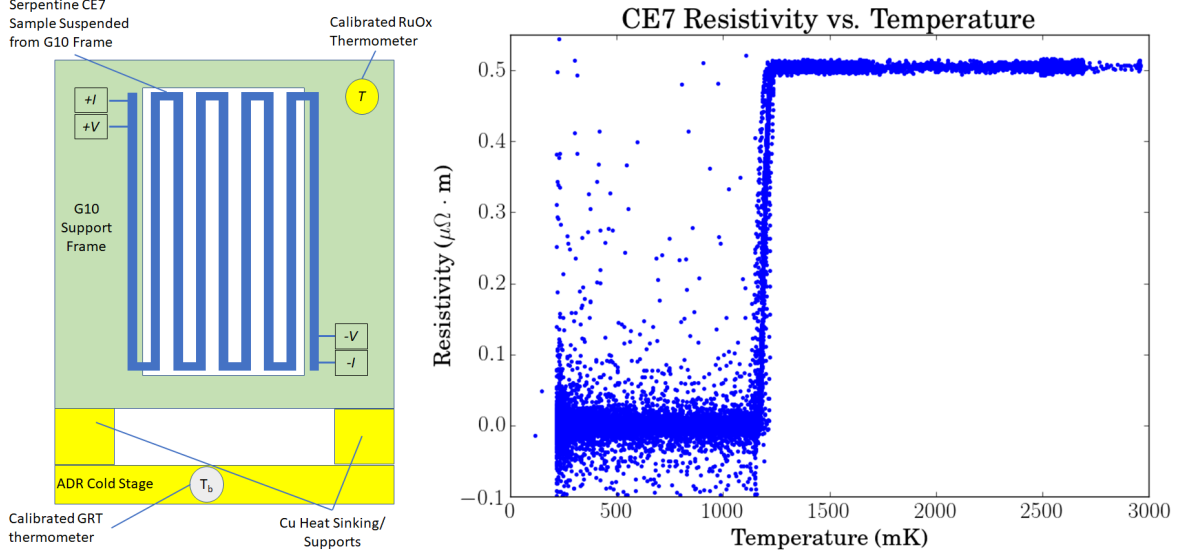 Serpentine CE7
Sample Suspended
from G10 Frame
Calibrated RuOx
Thermometer
+I
+V
T
G10
Support
Frame
-V
-I
ADR Cold Stage
Tb
Calibrated GRT
thermometer
Cu Heat Sinking/
Supports
CE7 Resistivity vs. Temperature
Resistivity (μΩ · m)
0.5
0.4
0.3
0.2
0.1
0.0
−0.1
0 500 1000 1500 2000 2500 3000
Temperature (mK)